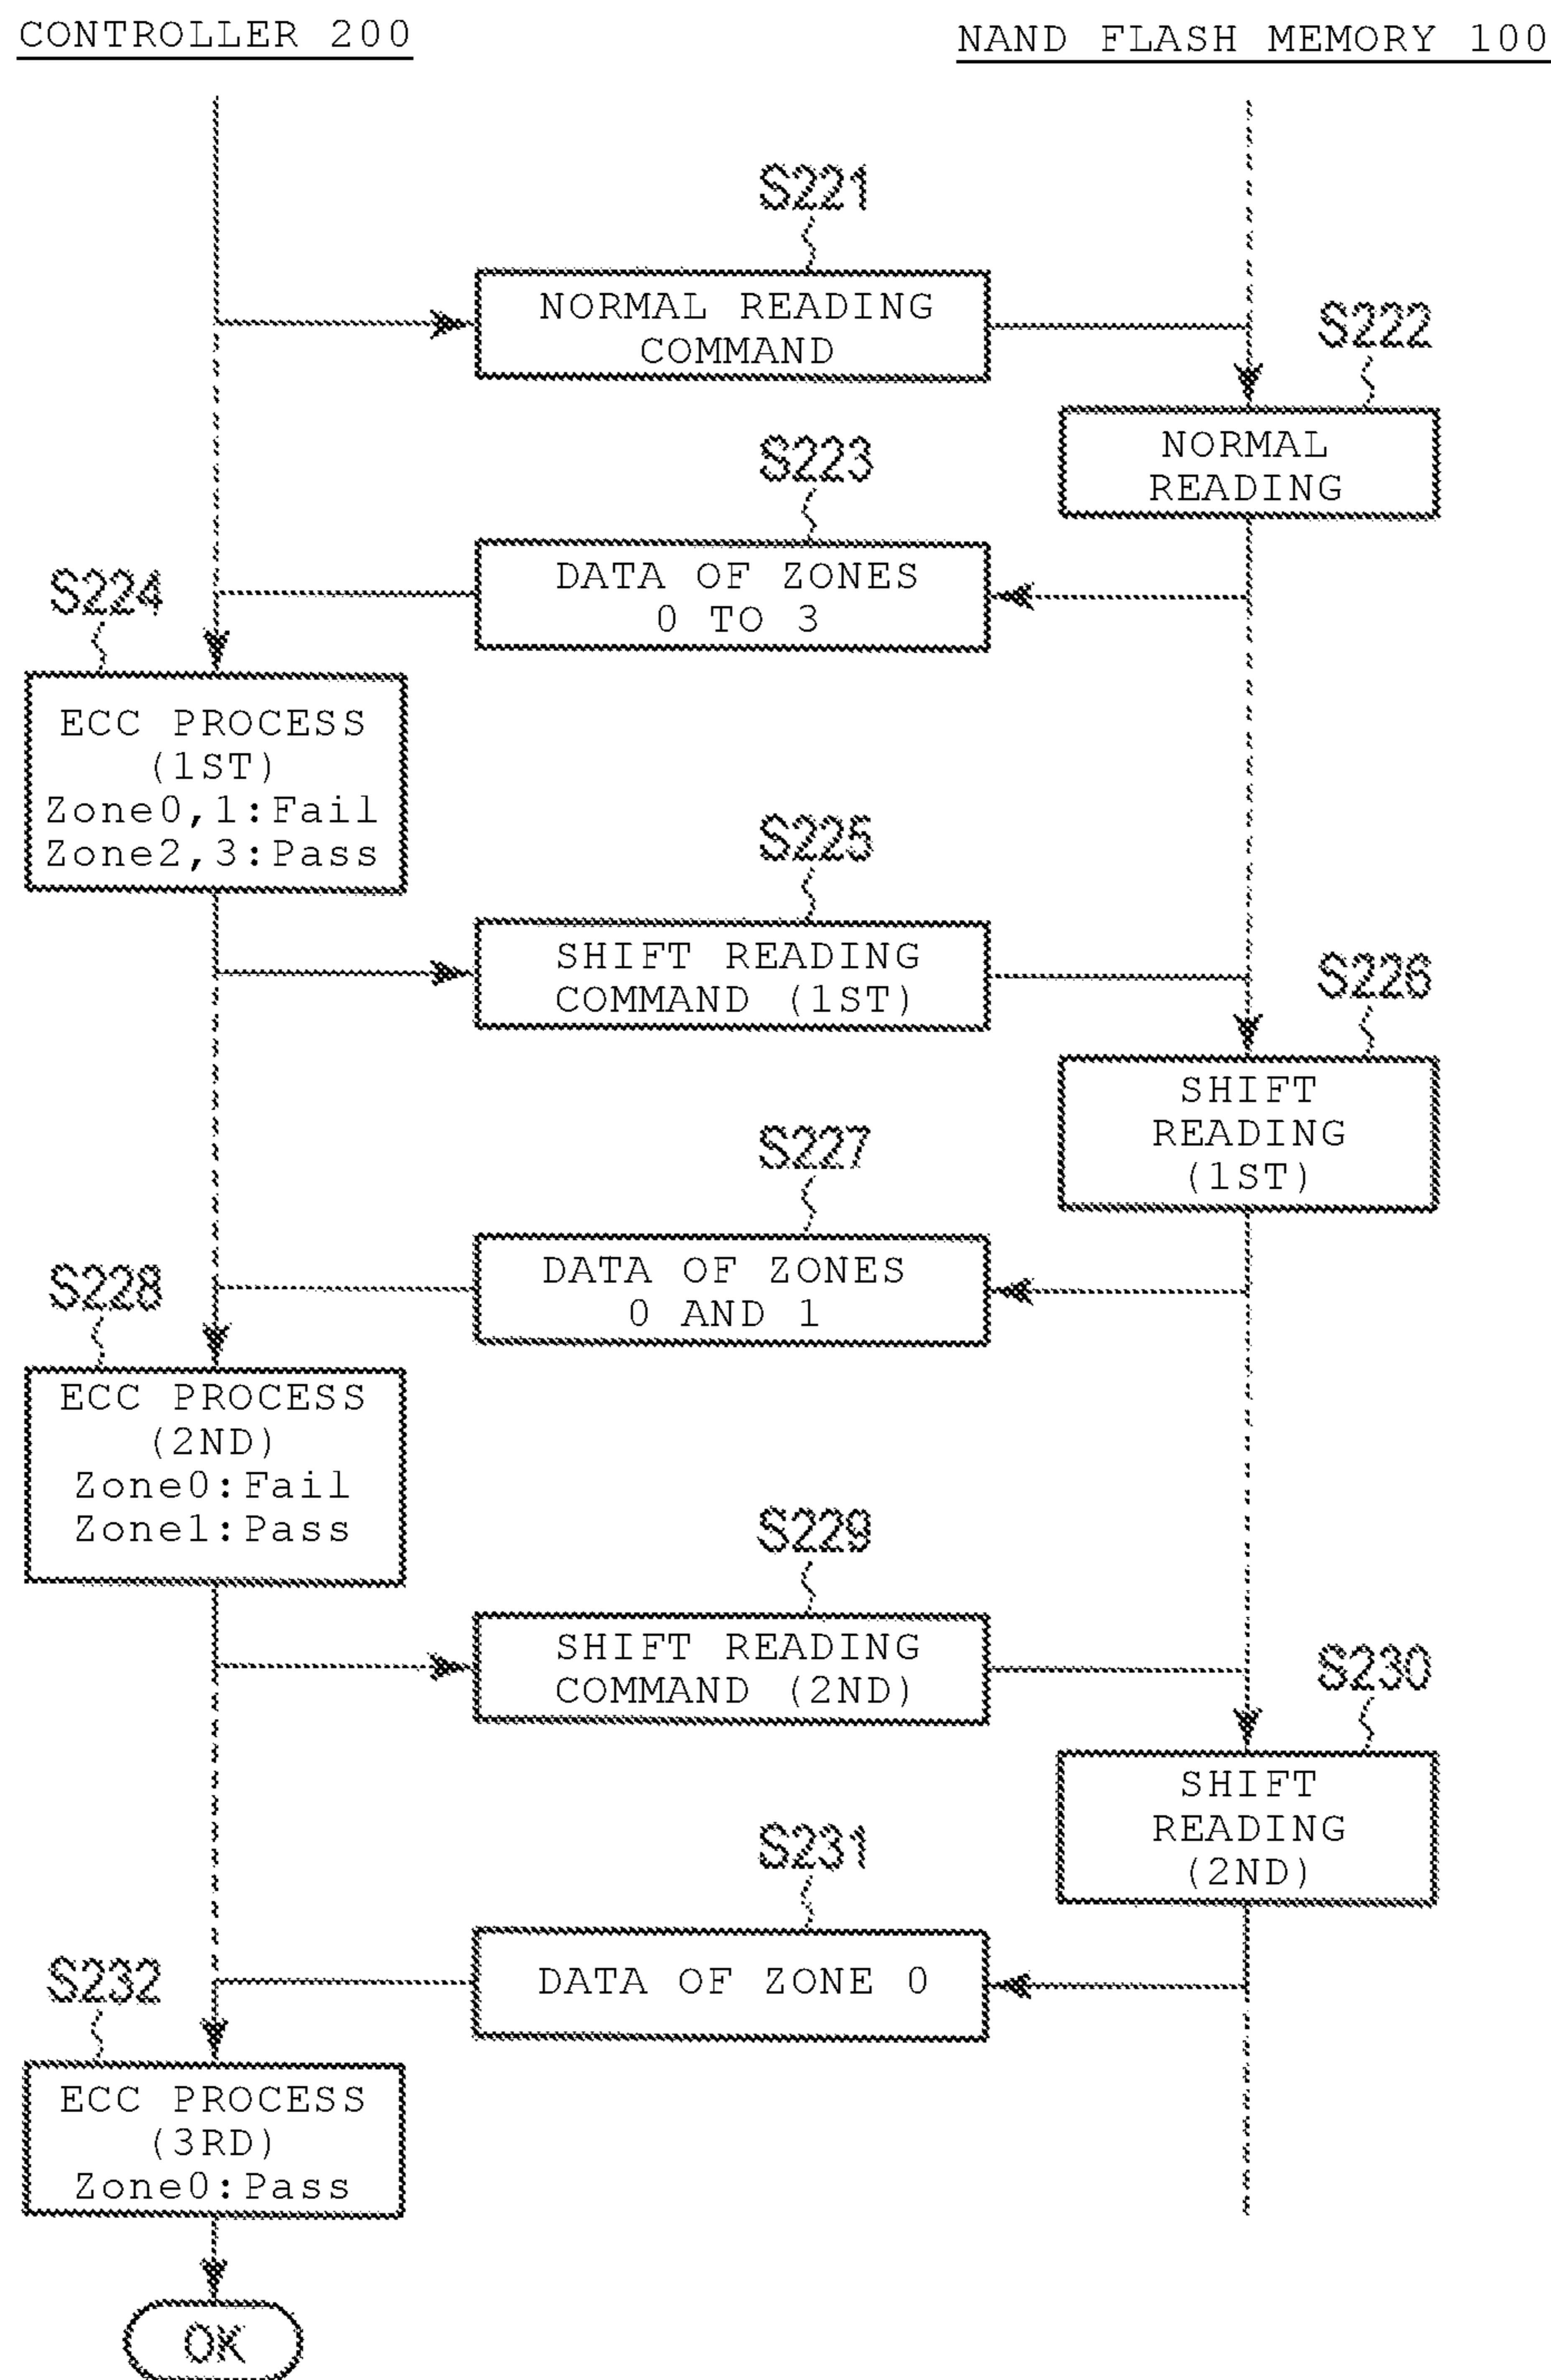 CONTROLLER 200
NAND FLASH MEMORY 100
S221
NORMAL READING
COMMAND
S222
NORMAL
READING
S223
DATA OF ZONES
0 TO 3
S224
ECC PROCESS
(1ST)
Zone0,1:Fail
Zone2,3:Pass
S225
SHIFT READING
COMMAND (1ST)
S226
SHIFT
READING
(1ST)
S227
DATA OF ZONES
0 AND 1
S228
ECC PROCESS
(2ND)
Zone0:Fail
Zone1:Pass
S229
SHIFT READING
COMMAND (2ND)
S230
SHIFT
READING
(2ND)
S231
DATA OF ZONE 0
S232
ECC PROCESS
(3RD)
Zone0:Pass
OK